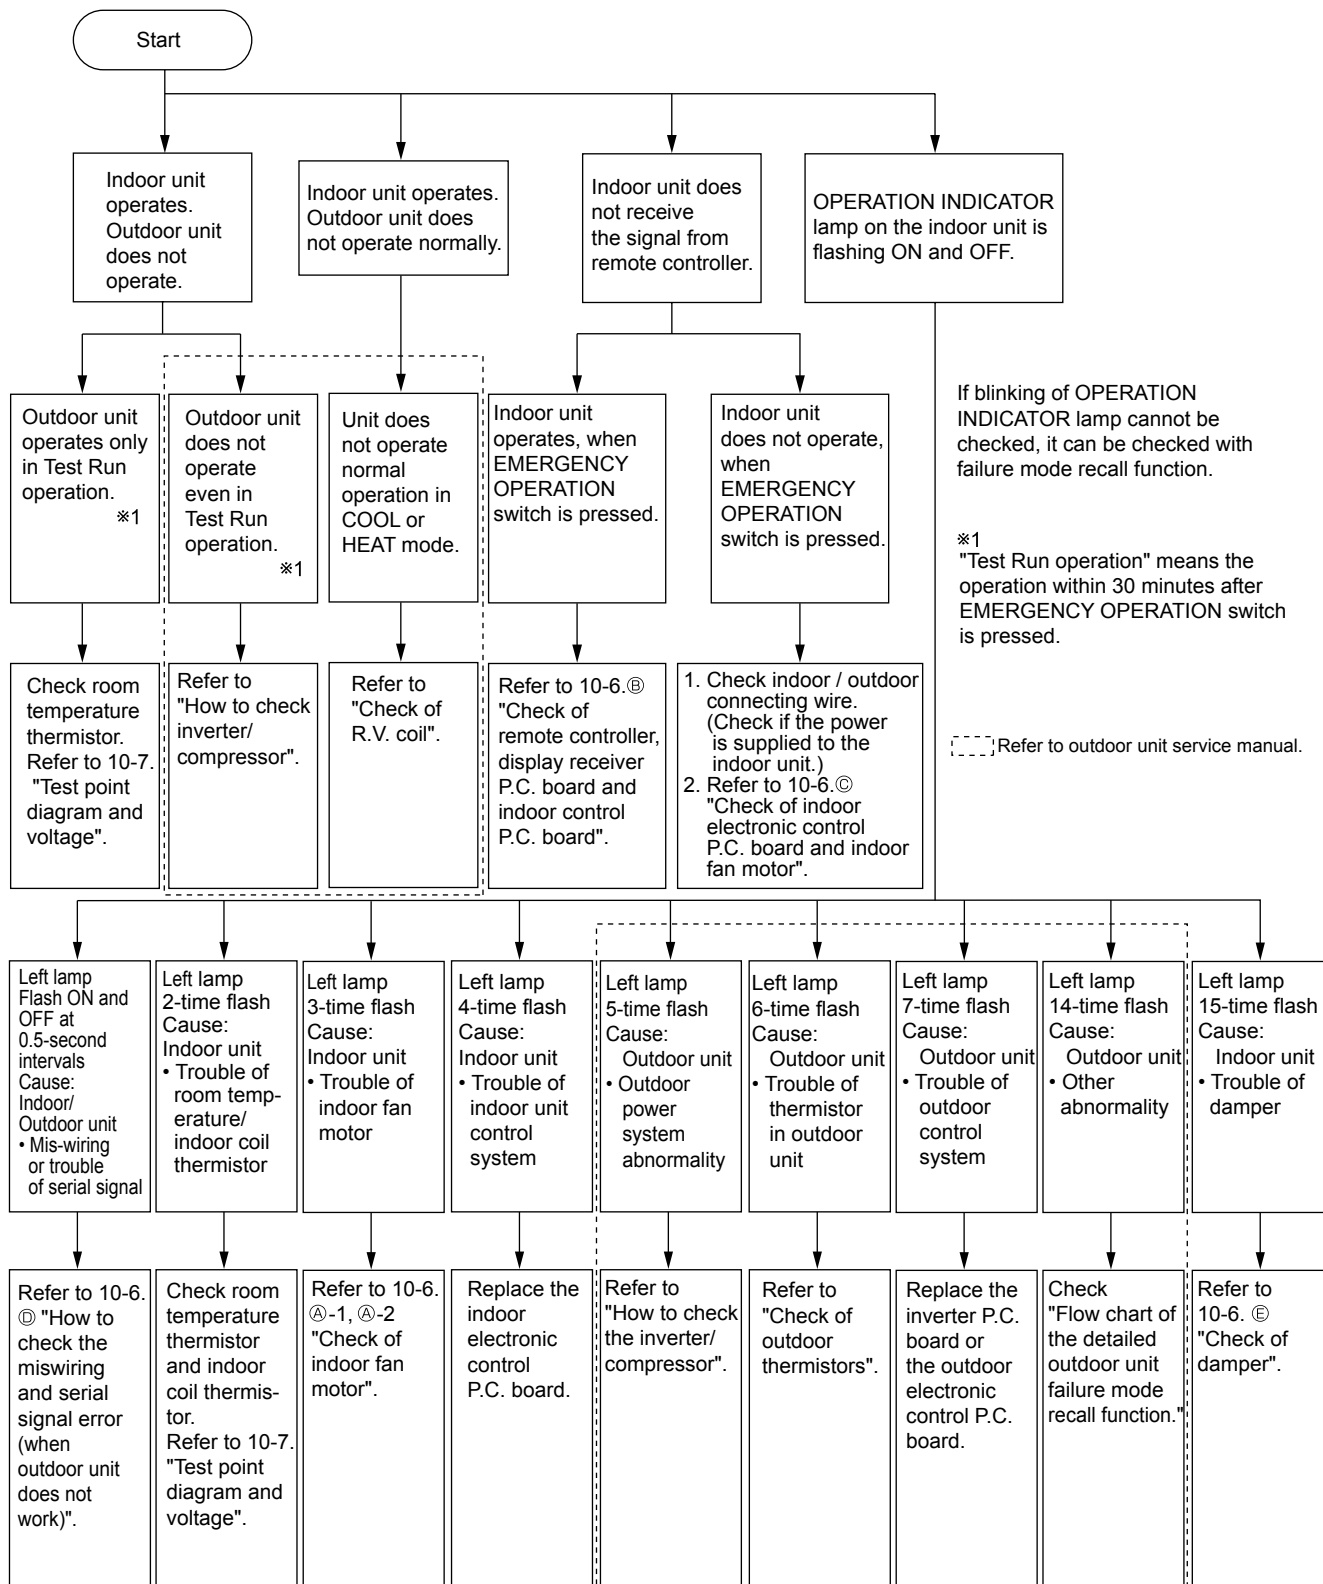 Start
Indoor unit
operates.
Outdoor unit
does not
operate.
Indoor unit operates.
Outdoor unit does
not operate normally.
Indoor unit does
not receive
the signal from
remote controller.
OPERATION INDICATOR
lamp on the indoor unit is
flashing ON and OFF.
Outdoor unit
operates only
in Test Run
operation.
※1
Outdoor unit
does not
operate
even in
Test Run
operation.
※1
Unit does
not operate
normal
operation in
COOL or
HEAT mode.
Indoor unit
operates, when
EMERGENCY
OPERATION
switch is pressed.
Indoor unit
does not operate,
when
EMERGENCY
OPERATION
switch is pressed.
If blinking of OPERATION
INDICATOR lamp cannot be
checked, it can be checked with
failure mode recall function.
※1
"Test Run operation" means the
operation within 30 minutes after
EMERGENCY OPERATION switch
is pressed.
Check room
temperature
thermistor.
Refer to 10-7.
"Test point
diagram and
voltage".
Refer to
"How to check
inverter/
compressor".
Refer to
"Check of
R.V. coil".
Refer to 10-6.Ⓑ
"Check of
remote controller,
display receiver
P.C. board and
indoor control
P.C. board".
1. Check indoor / outdoor
connecting wire.
(Check if the power
is supplied to the
indoor unit.)
2. Refer to 10-6.Ⓒ
"Check of indoor
electronic control
P.C. board and indoor
fan motor".
Refer to outdoor unit service manual.
Left lamp
Flash ON and
OFF at
0.5-second
intervals
Cause:
Indoor/
Outdoor unit
• Mis-wiring
or trouble
of serial signal
Left lamp
2-time flash
Cause:
Indoor unit
• Trouble of
room temp-
erature/
indoor coil
thermistor
Left lamp
3-time flash
Cause:
Indoor unit
• Trouble of
indoor fan
motor
Left lamp
4-time flash
Cause:
Indoor unit
• Trouble of
indoor unit
control
system
Left lamp
5-time flash
Cause:
Outdoor unit
• Outdoor
power
system
abnormality
Left lamp
6-time flash
Cause:
Outdoor unit
• Trouble of
thermistor
in outdoor
unit
Left lamp
7-time flash
Cause:
Outdoor unit
• Trouble of
outdoor
control
system
Left lamp
14-time flash
Cause:
Outdoor unit
• Other
abnormality
Left lamp
15-time flash
Cause:
Indoor unit
• Trouble of
damper
Refer to 10-6.
Ⓓ "How to
check the
miswiring
and serial
signal error
(when
outdoor unit
does not
work)".
Check room
temperature
thermistor
and indoor
coil thermis-
tor.
Refer to 10-7.
"Test point
diagram and
voltage".
Refer to 10-6.
Ⓐ-1, Ⓐ-2
"Check of
indoor fan
motor".
Replace the
indoor
electronic
control
P.C. board.
Refer to
"How to check
the inverter/
compressor".
Refer to
"Check of
outdoor
thermistors".
Replace the
inverter P.C.
board or
the outdoor
electronic
control P.C.
board.
Check
"Flow chart of
the detailed
outdoor unit
failure mode
recall function."
Refer to
10-6. Ⓔ
"Check of
damper".